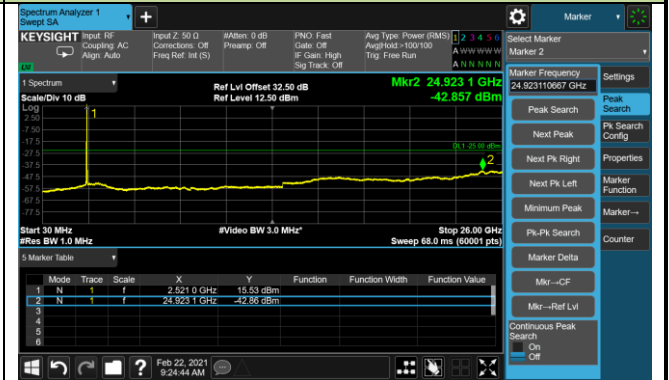 Spectrum Analyzer 1
Swept SA
+
Marker
KEYSIGHT
Input: RF
Coupling: AC
Align: Auto
Input Z: 50 Ω
Corrections: Off
Freq Ref: Int (S)
#Atten: 0 dB
Preamp: Off
PNO: Fast
Gate: Off
IF Gain: High
Sig Track: Off
Avg Type: Power (RMS)
Avg|Hold:>100/100
Trig: Free Run
1 2 3 4 5 6
A W W W W W
A N N N N N
Select Marker
Marker 2
1 Spectrum
Scale/Div 10 dB
Log
Ref Lvl Offset 32.50 dB
Ref Level 12.50 dBm
Mkr2 24.923 1 GHz
-42.857 dBm
2.50
-7.50
-17.5
-27.5
-37.5
-47.5
-57.5
-67.5
-77.5
1
DL1 -25.00 dBm
2
Start 30 MHz
#Res BW 1.0 MHz
#Video BW 3.0 MHz*
Stop 26.00 GHz
Sweep 68.0 ms (60001 pts)
5 Marker Table
Mode Trace Scale X Y Function Function Width Function Value
1 N 1 f 2.521 0 GHz 15.53 dBm
2 N 1 f 24.923 1 GHz -42.86 dBm
3
4
5
6
Marker Frequency
24.923110667 GHz
Peak Search
Next Peak
Next Pk Right
Next Pk Left
Minimum Peak
Pk-Pk Search
Marker Delta
Mkr→CF
Mkr→Ref Lvl
Continuous Peak
Search
On
Off
Settings
Peak
Search
Pk Search
Config
Properties
Marker
Function
Marker→
Counter
?
Feb 22, 2021
9:24:44 AM